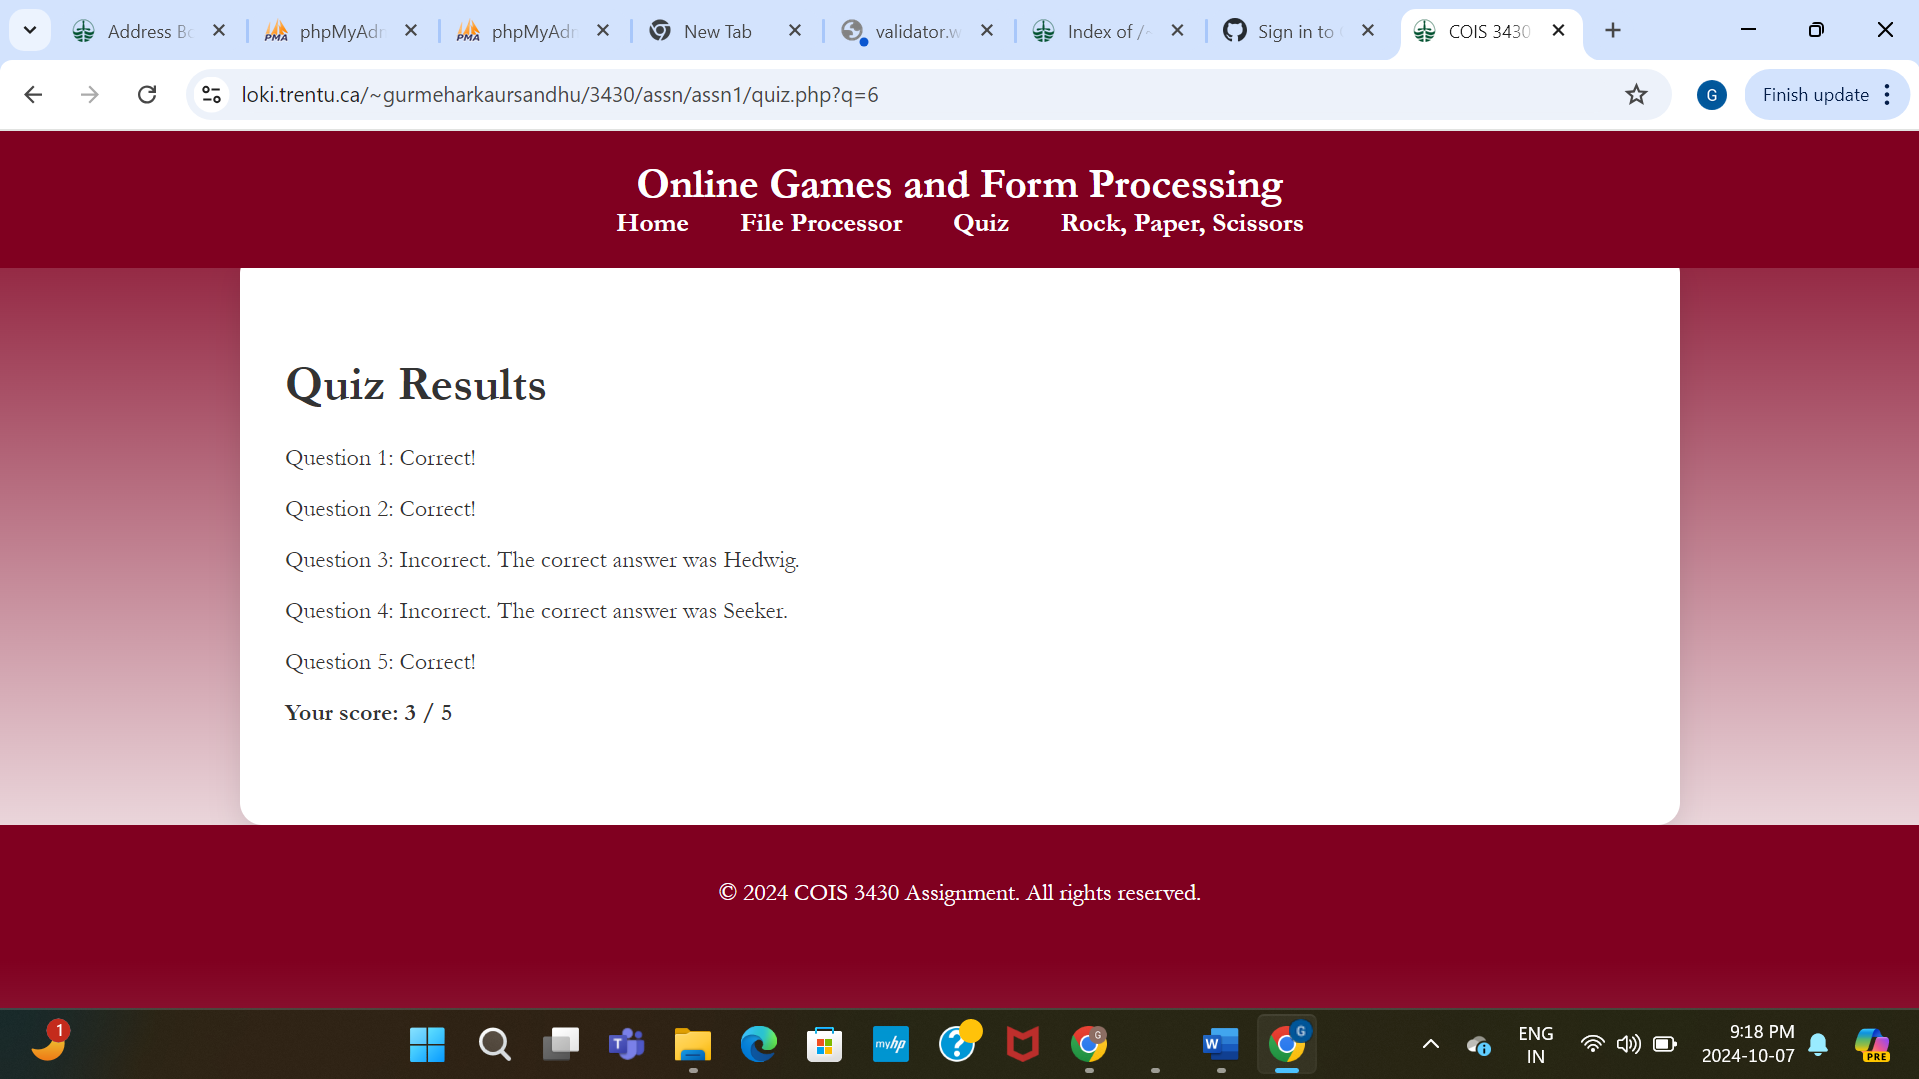 Address Bo
phpMyAdr
phpMyAdr
New Tab
validator.w
Index of /~
Sign in to
COIS 3430
loki.trentu.ca/~gurmeharkaursandhu/3430/assn/assn1/quiz.php?q=6
G
Finish update
Online Games and Form Processing
Home File Processor Quiz Rock, Paper, Scissors
Quiz Results
Question 1: Correct!
Question 2: Correct!
Question 3: Incorrect. The correct answer was Hedwig.
Question 4: Incorrect. The correct answer was Seeker.
Question 5: Correct!
Your score: 3 / 5
© 2024 COIS 3430 Assignment. All rights reserved.
1
myhp
ENG
IN
9:18 PM
2024-10-07
PRE